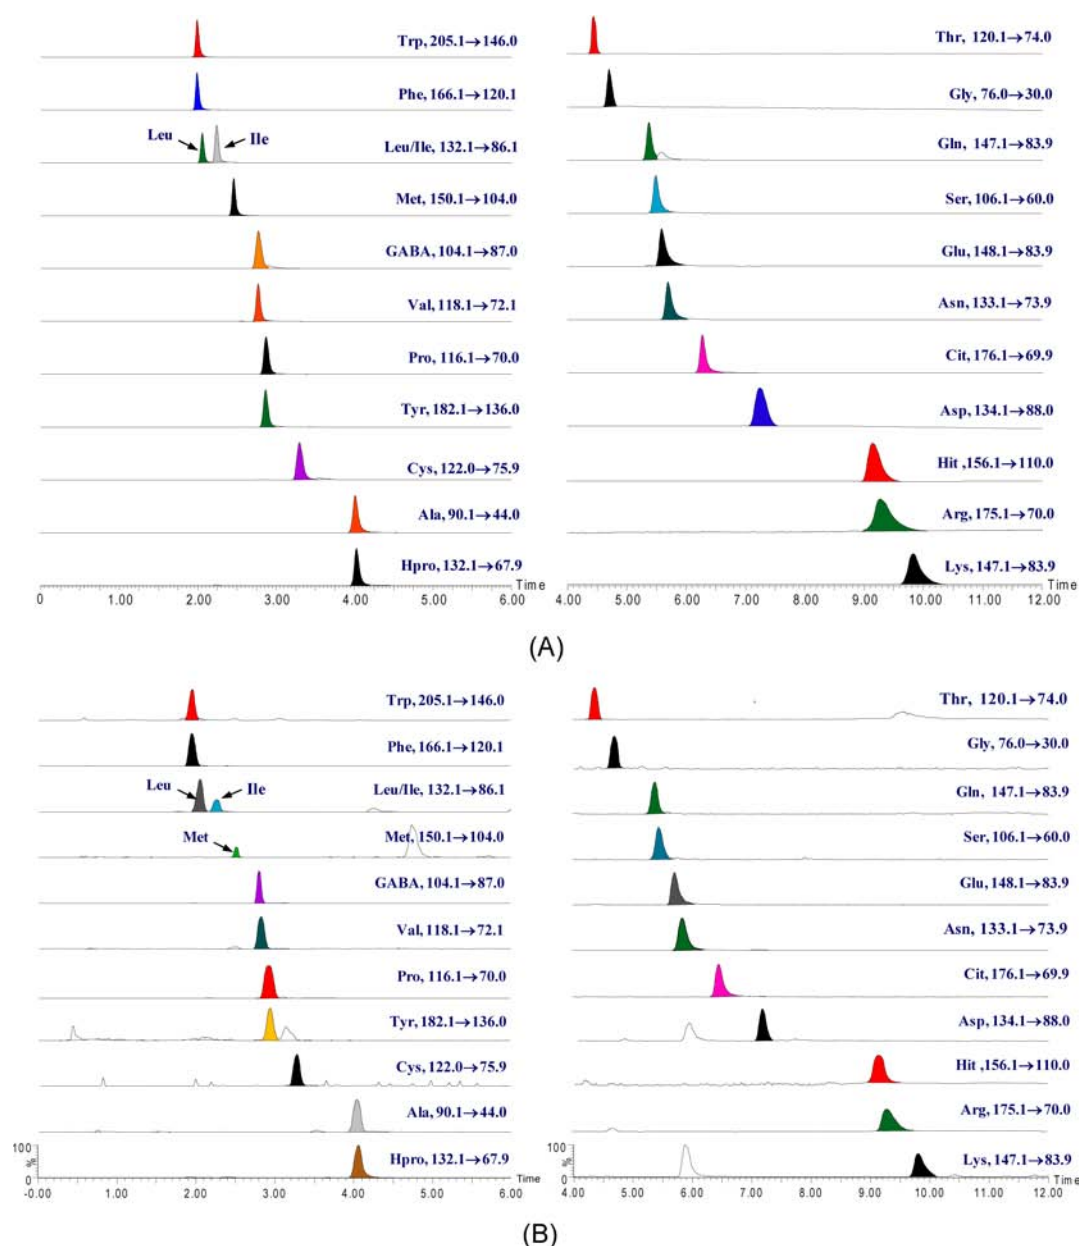 Trp, 205.1→146.0
Phe, 166.1→120.1
Leu
Ile
Leu/Ile, 132.1→86.1
Met, 150.1→104.0
GABA, 104.1→87.0
Val, 118.1→72.1
Pro, 116.1→70.0
Tyr, 182.1→136.0
Cys, 122.0→75.9
Ala, 90.1→44.0
Hpro, 132.1→67.9
Time
0 1.00 2.00 3.00 4.00 5.00 6.00
Thr, 120.1→74.0
Gly, 76.0→30.0
Gln, 147.1→83.9
Ser, 106.1→60.0
Glu, 148.1→83.9
Asn, 133.1→73.9
Cit, 176.1→69.9
Asp, 134.1→88.0
Hit ,156.1→110.0
Arg, 175.1→70.0
Lys, 147.1→83.9
Time
4.00 5.00 6.00 7.00 8.00 9.00 10.00 11.00 12.00
(A)
Trp, 205.1→146.0
Phe, 166.1→120.1
Leu
Ile
Leu/Ile, 132.1→86.1
Met
Met, 150.1→104.0
GABA, 104.1→87.0
Val, 118.1→72.1
Pro, 116.1→70.0
Tyr, 182.1→136.0
Cys, 122.0→75.9
Ala, 90.1→44.0
Hpro, 132.1→67.9
100
%
0
-0.00 1.00 2.00 3.00 4.00 5.00 6.00
Thr, 120.1→74.0
Gly, 76.0→30.0
Gln, 147.1→83.9
Ser, 106.1→60.0
Glu, 148.1→83.9
Asn, 133.1→73.9
Cit, 176.1→69.9
Asp, 134.1→88.0
Hit ,156.1→110.0
Arg, 175.1→70.0
Lys, 147.1→83.9
100
%
0
Time
4.00 5.00 6.00 7.00 8.00 9.00 10.00 11.00 12.00
(B)